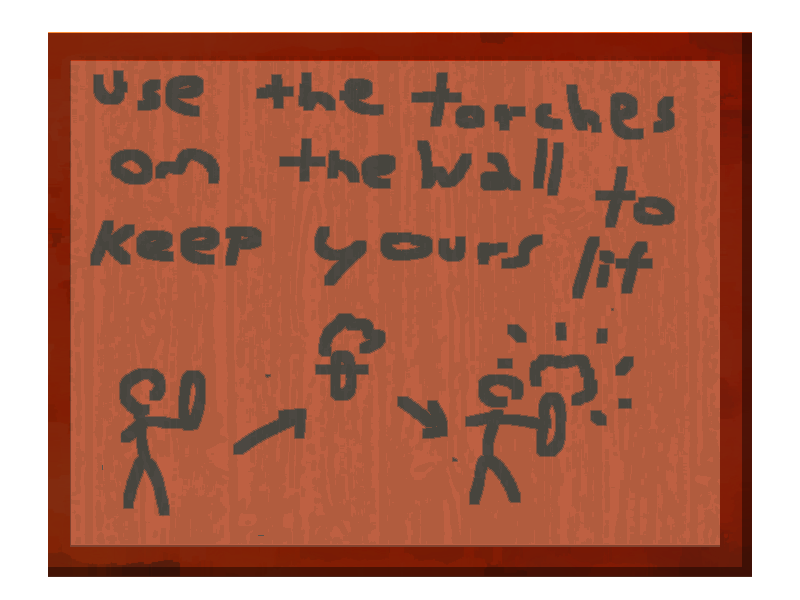 use the torches
on the wall to
keep yours lit